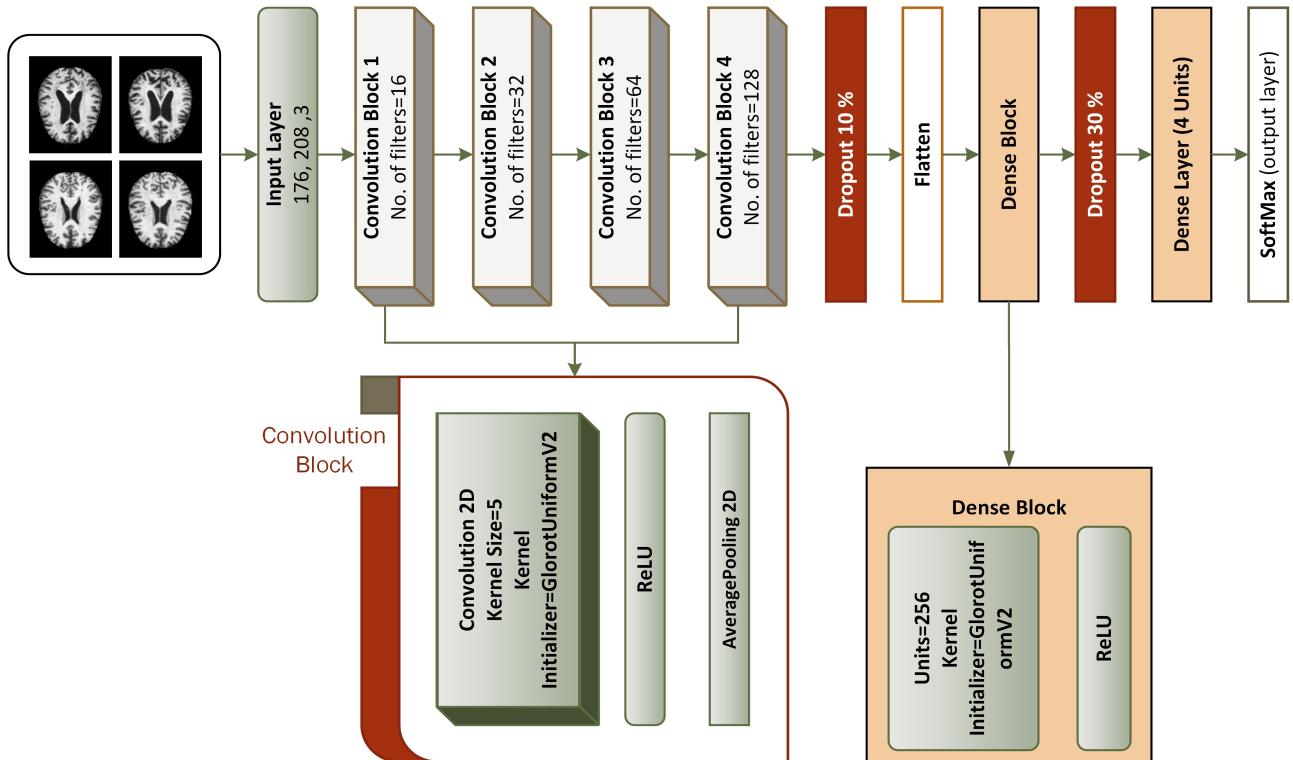 Input Layer
176, 208 ,3
Convolution Block 1
No. of filters=16
Convolution Block 2
No. of filters=32
Convolution Block 3
No. of filters=64
Convolution Block 4
No. of filters=128
Dropout 10 %
Flatten
Dense Block
Dropout 30 %
Dense Layer (4 Units)
SoftMax (output layer)
Convolution
Block
Convolution 2D
Kernel Size=5
Kernel
Initializer=GlorotUniformV2
ReLU
AveragePooling 2D
Dense Block
Units=256
Kernel
Initializer=GlorotUnif
ormV2
ReLU